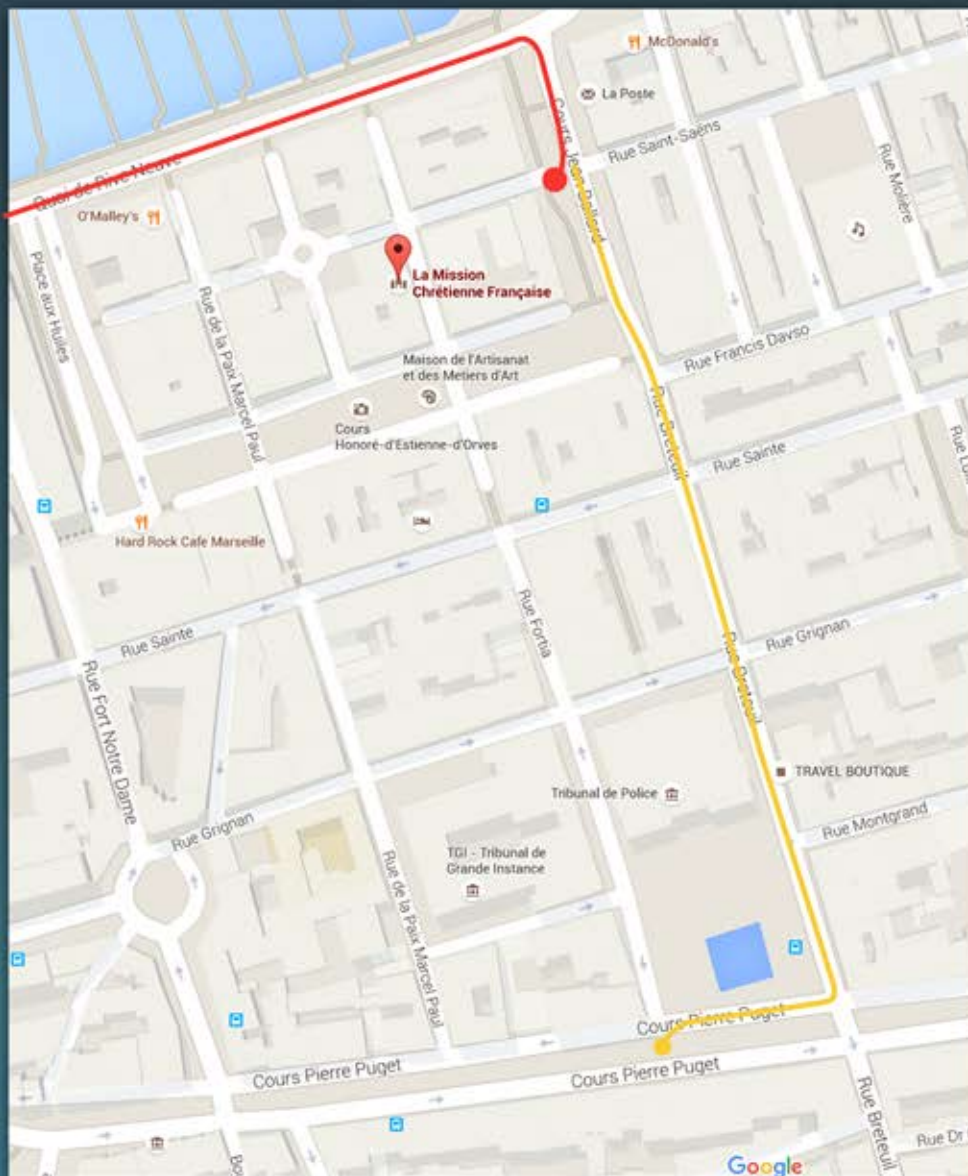 McDonald's
La Poste
Cours Jean Ballard
Rue Saint-Saëns
Quai de Rive Neuve
O'Malley's
Rue Molière
Place aux Huiles
La Mission
Chrétienne Française
Rue de la Paix Marcel Paul
Rue Francis Davso
Maison de l'Artisanat
et des Metiers d'Art
Cours
Honoré-d'Estienne-d'Orves
Rue Breteuil
Rue Sainte
Hard Rock Cafe Marseille
Rue Sainte
Rue Fortia
Rue Grignan
Rue Fort Notre Dame
Rue Breteuil
TRAVEL BOUTIQUE
Tribunal de Police
Rue Montgrand
Rue Grignan
TGI - Tribunal de
Grande Instance
Rue de la Paix Marcel Paul
Cours Pierre Puget
Cours Pierre Puget
Cours Pierre Puget
Rue Breteuil
Rue Dr
Google